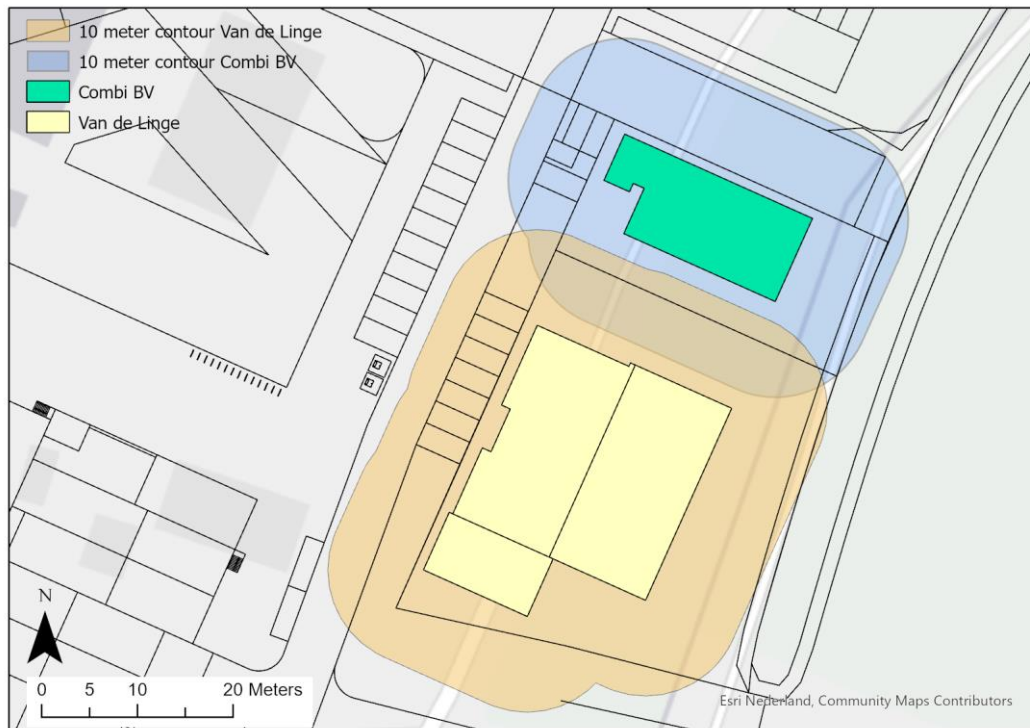 10 meter contour Van de Linge
10 meter contour Combi BV
Combi BV
Van de Linge
N
0 5 10 20 Meters
Esri Nederland, Community Maps Contributors